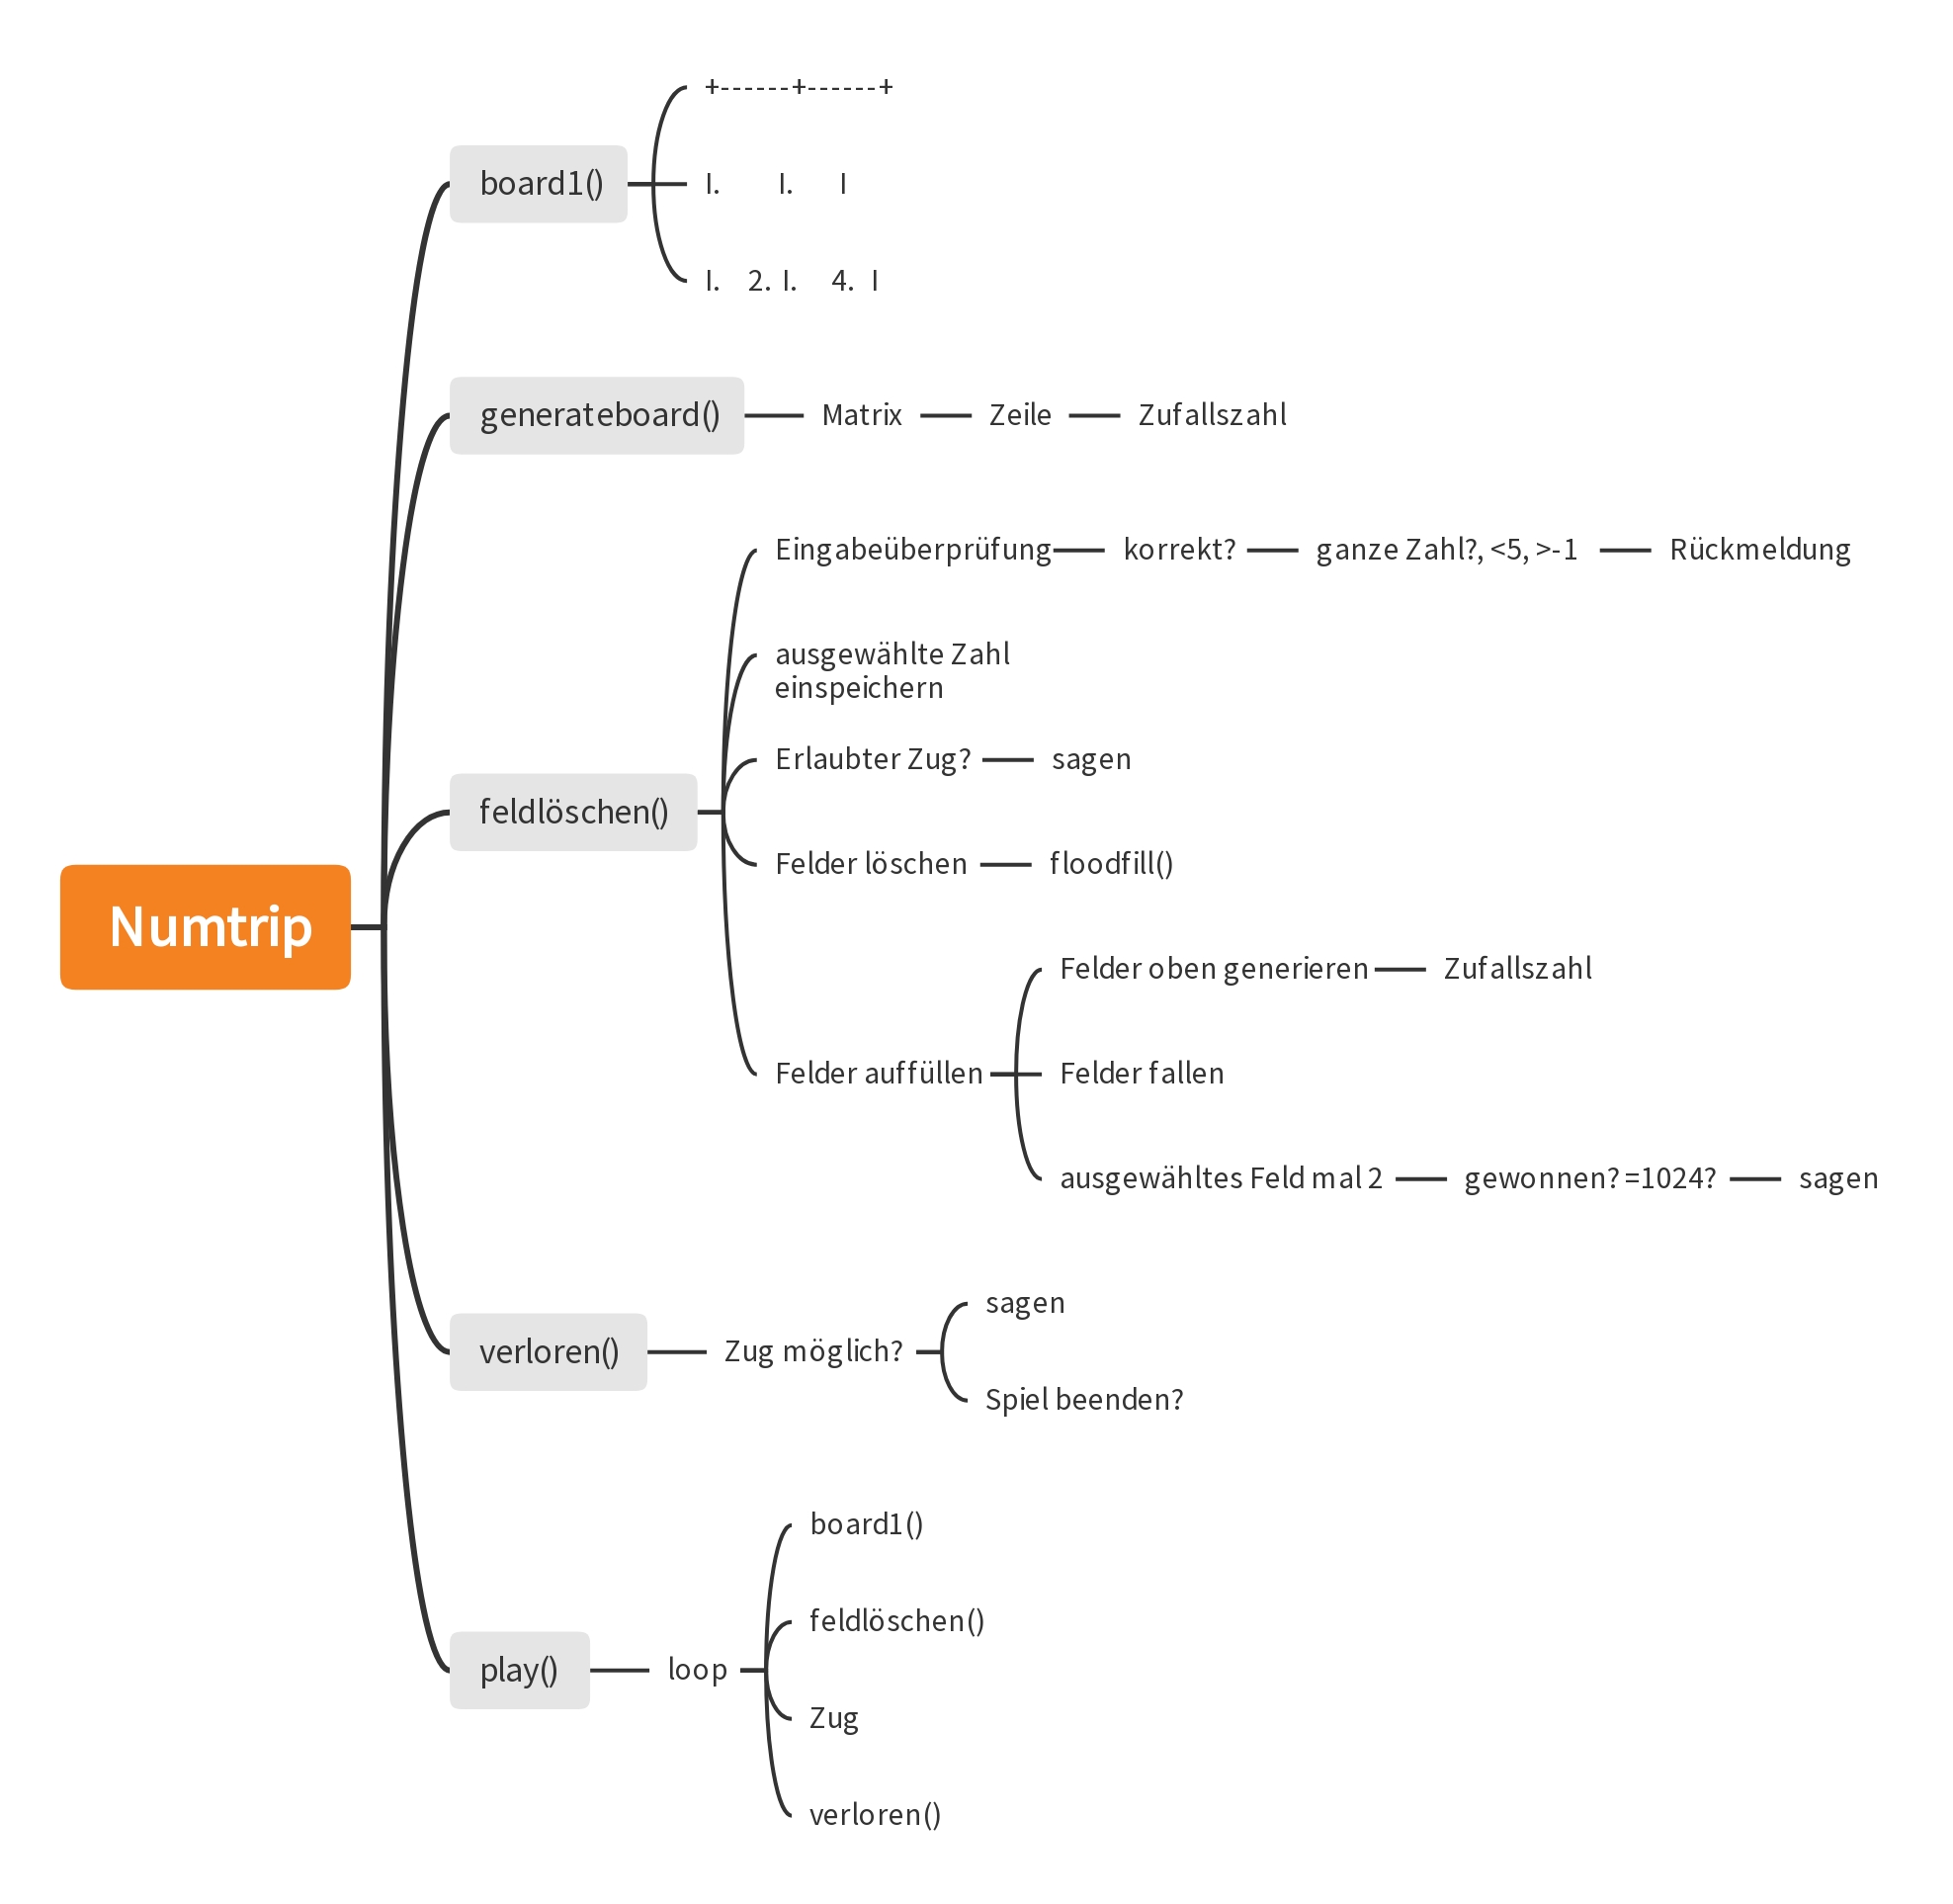 Numtrip
board1()
+------+------+
I. I. I
I. 2. I. 4. I
generateboard()
Matrix
Zeile
Zufallszahl
feldlöschen()
Eingabeüberprüfung
korrekt?
ganze Zahl?, <5, >-1
Rückmeldung
ausgewählte Zahl
einspeichern
Erlaubter Zug?
sagen
Felder löschen
floodfill()
Felder auffüllen
Felder oben generieren
Zufallszahl
Felder fallen
ausgewähltes Feld mal 2
gewonnen? =1024?
sagen
verloren()
Zug möglich?
sagen
Spiel beenden?
play()
loop
board1()
feldlöschen()
Zug
verloren()